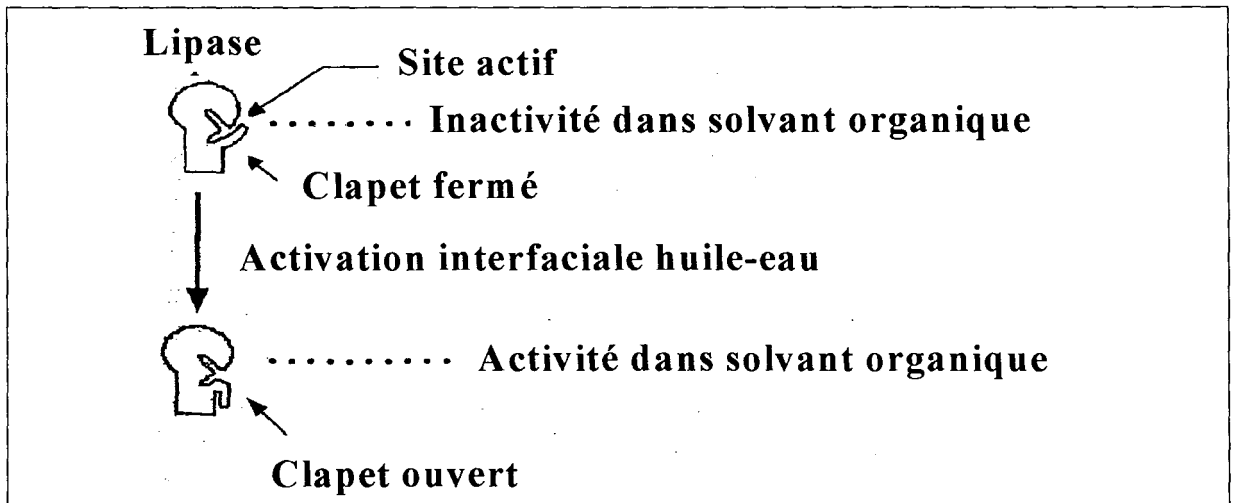 Lipase
Site actif
........ Inactivité dans solvant organique
Clapet fermé
Activation interfaciale huile-eau
.......... Activité dans solvant organique
Clapet ouvert